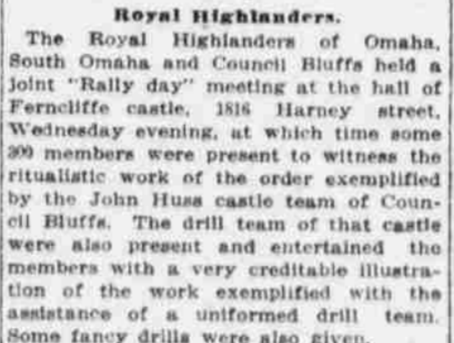 Royal Highlanders.
The Royal Highlanders of Omaha,
South Omaha and Council Bluffs held a
joint "Rally day" meeting at the hall of
Ferncliffe castle, 1816 Harney street,
Wednesday evening, at which time some
300 members were present to witness the
ritualistic work of the order exemplified
by the John Huss castle team of Coun-
cil Bluffs. The drill team of that castle
were also present and entertained the
members with a very creditable illustra-
tion of the work exemplified with the
assistance of a uniformed drill team.
Some fancy drills were also given.